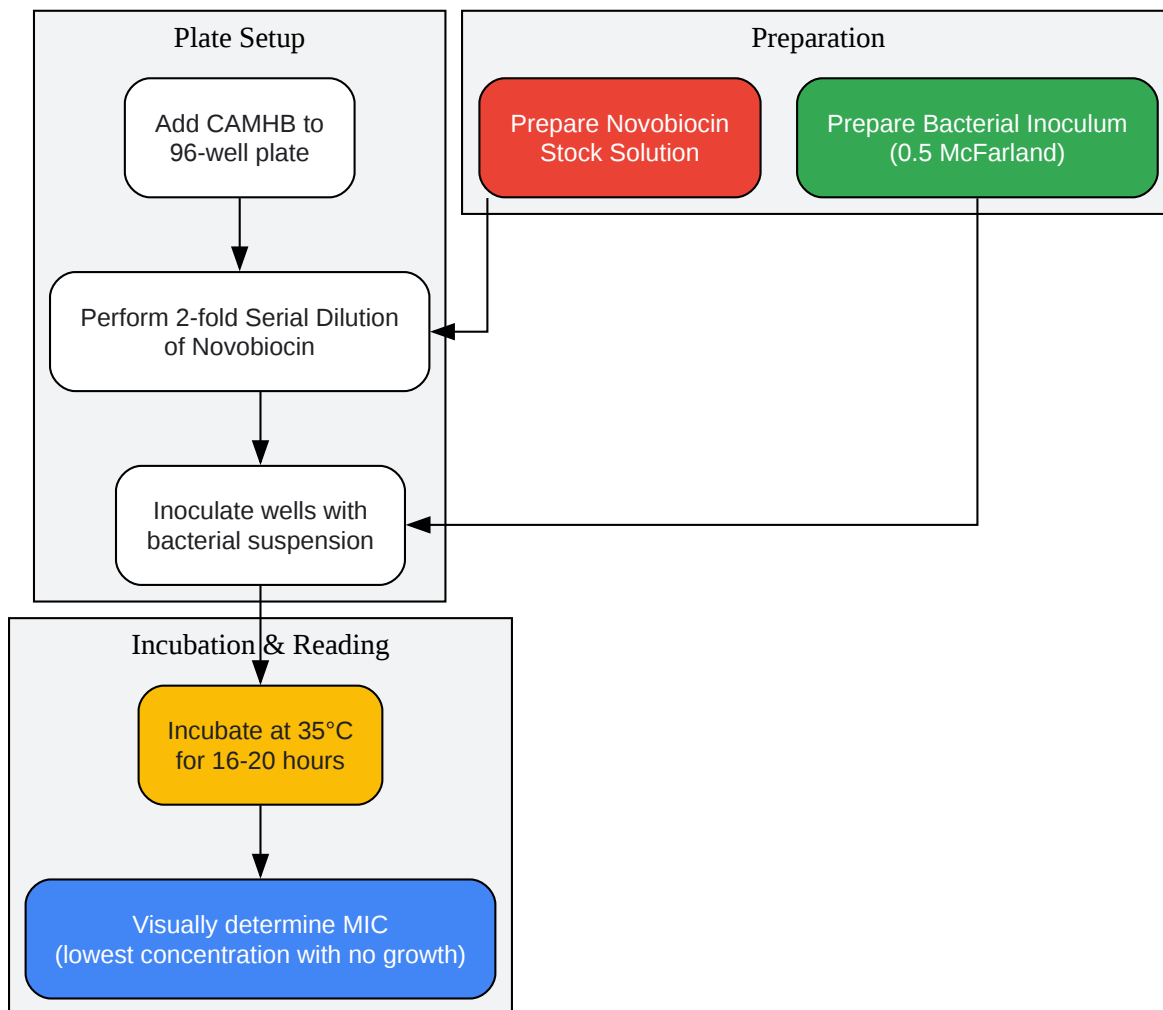 Plate Setup
Preparation
Add CAMHB to
96-well plate
Prepare Novobiocin
Stock Solution
Prepare Bacterial Inoculum
(0.5 McFarland)
Perform 2-fold Serial Dilution
of Novobiocin
Inoculate wells with
bacterial suspension
Incubation & Reading
Incubate at 35°C
for 16-20 hours
Visually determine MIC
(lowest concentration with no growth)